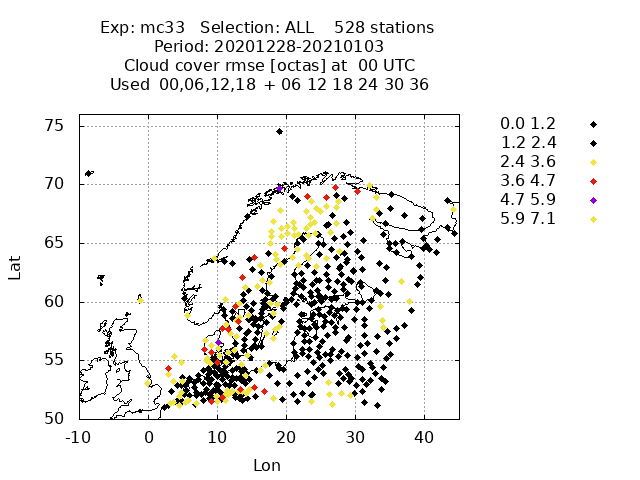 Exp: mc33 Selection: ALL 528 stations
Period: 20201228-20210103
Cloud cover rmse [octas] at 00 UTC
Used 00,06,12,18 + 06 12 18 24 30 36
75
70
65
60
55
50
-10 0 10 20 30 40
Lat
Lon
0.0 1.2
1.2 2.4
2.4 3.6
3.6 4.7
4.7 5.9
5.9 7.1